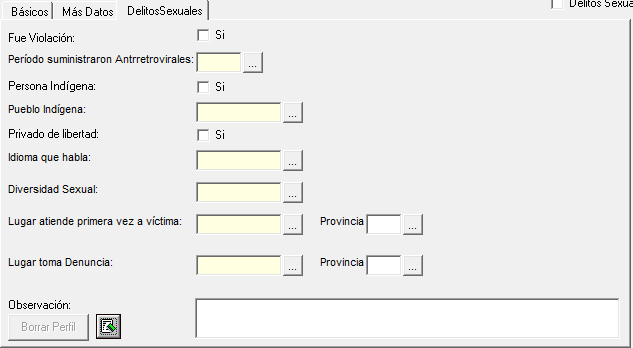 Delitos Sexual
Básicos Más Datos DelitosSexuales
Fue Violación: Si
Período suministraron Antrretrovirales: ...
Persona Indígena: Si
Pueblo Indígena: ...
Privado de libertad: Si
Idioma que habla: ...
Diversidad Sexual: ...
Lugar atiende primera vez a víctima: ... Provincia ...
Lugar toma Denuncia: ... Provincia ...
Observación:
Borrar Perfil